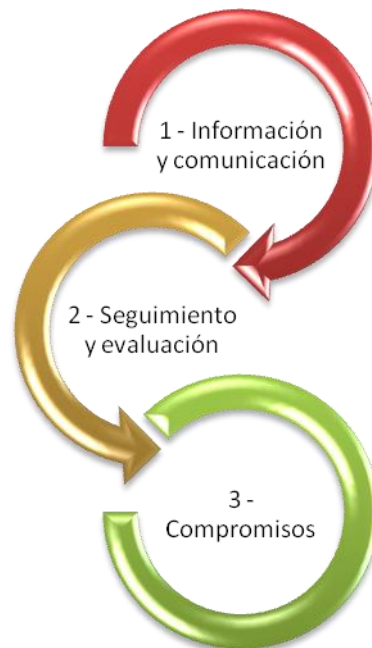 1 - Información
y comunicación
2 - Seguimiento
y evaluación
3 -
Compromisos